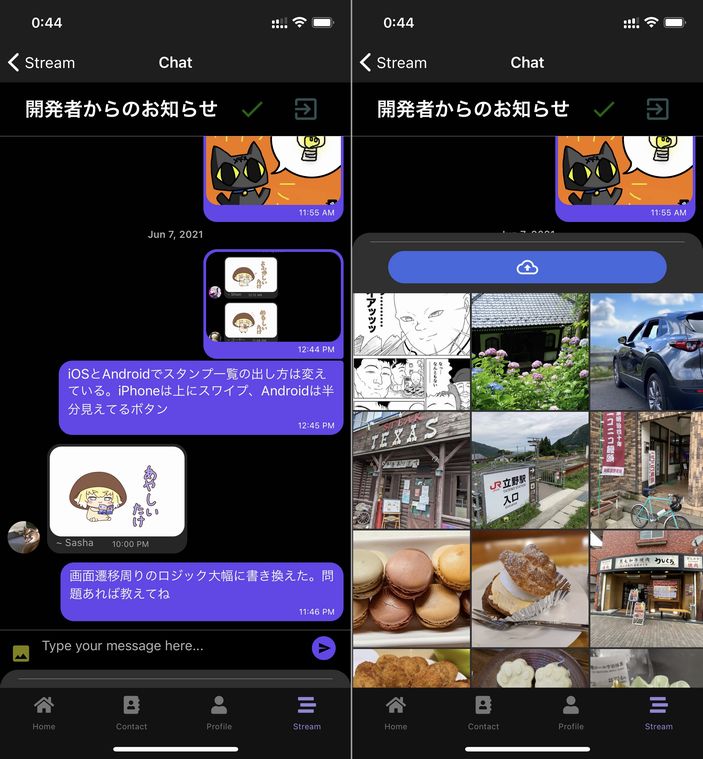 0:44
Stream
Chat
開発者からのお知らせ
11:55 AM
Jun 7, 2021
12:44 PM
iOSとAndroidでスタンプ一覧の出し方は変え
ている。iPhoneは上にスワイプ、Androidは半
分見えてるボタン
12:45 PM
あやしい
たけ
~ Sasha
10:00 PM
画面遷移周りのロジック大幅に書き換えた。問
題あれば教えてね
11:46 PM
Type your message here...
Home
Contact
Profile
Stream
0:44
Stream
Chat
開発者からのお知らせ
11:55 AM
アッッッ
TEXAS
JR 立野駅
入口
Home
Contact
Profile
Stream